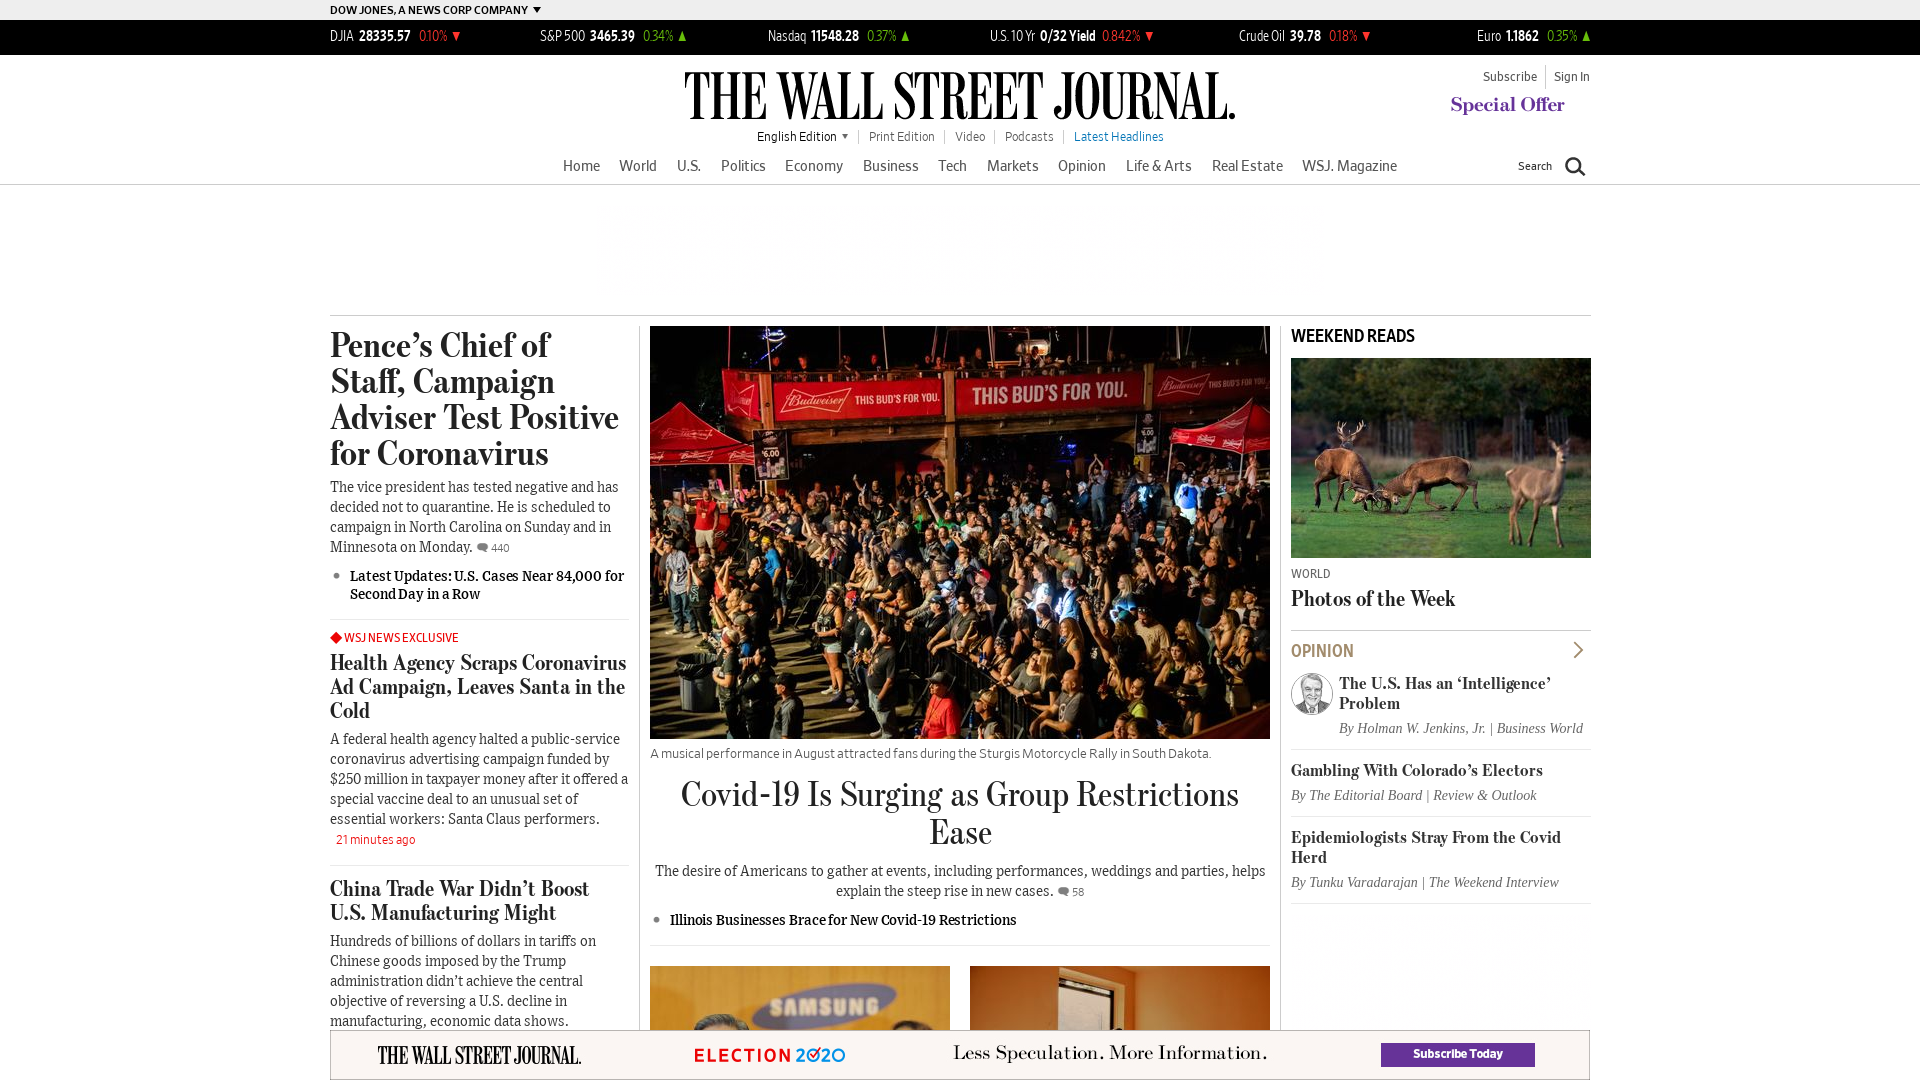 DOW JONES, A NEWS CORP COMPANY
DJIA 28335.57 0.10% S&P 500 3465.39 0.34% Nasdaq 11548.28 0.37% U.S. 10 Yr 0/32 Yield 0.842% Crude Oil 39.78 0.18% Euro 1.1862 0.35%
THE WALL STREET JOURNAL.
Subscribe Sign In
Special Offer
English Edition Print Edition Video Podcasts Latest Headlines
Home World U.S. Politics Economy Business Tech Markets Opinion Life & Arts Real Estate WSJ. Magazine Search
Pence’s Chief of
Staff, Campaign
Adviser Test Positive
for Coronavirus
The vice president has tested negative and has
decided not to quarantine. He is scheduled to
campaign in North Carolina on Sunday and in
Minnesota on Monday. 440
Latest Updates: U.S. Cases Near 84,000 for
Second Day in a Row
WSJ NEWS EXCLUSIVE
Health Agency Scraps Coronavirus
Ad Campaign, Leaves Santa in the
Cold
A federal health agency halted a public-service
coronavirus advertising campaign funded by
$250 million in taxpayer money after it offered a
special vaccine deal to an unusual set of
essential workers: Santa Claus performers.
21 minutes ago
China Trade War Didn’t Boost
U.S. Manufacturing Might
Hundreds of billions of dollars in tariffs on
Chinese goods imposed by the Trump
administration didn’t achieve the central
objective of reversing a U.S. decline in
manufacturing, economic data shows.
Budweiser THIS BUD'S FOR YOU. THIS BUD'S FOR YOU. THIS BUD'S FOR YOU.
$6.00
A musical performance in August attracted fans during the Sturgis Motorcycle Rally in South Dakota.
Covid-19 Is Surging as Group Restrictions
Ease
The desire of Americans to gather at events, including performances, weddings and parties, helps
explain the steep rise in new cases. 58
Illinois Businesses Brace for New Covid-19 Restrictions
SAMSUNG
WEEKEND READS
WORLD
Photos of the Week
OPINION
The U.S. Has an ‘Intelligence’
Problem
By Holman W. Jenkins, Jr. | Business World
Gambling With Colorado’s Electors
By The Editorial Board | Review & Outlook
Epidemiologists Stray From the Covid
Herd
By Tunku Varadarajan | The Weekend Interview
THE WALL STREET JOURNAL. ELECTION 2020 Less Speculation. More Information. Subscribe Today